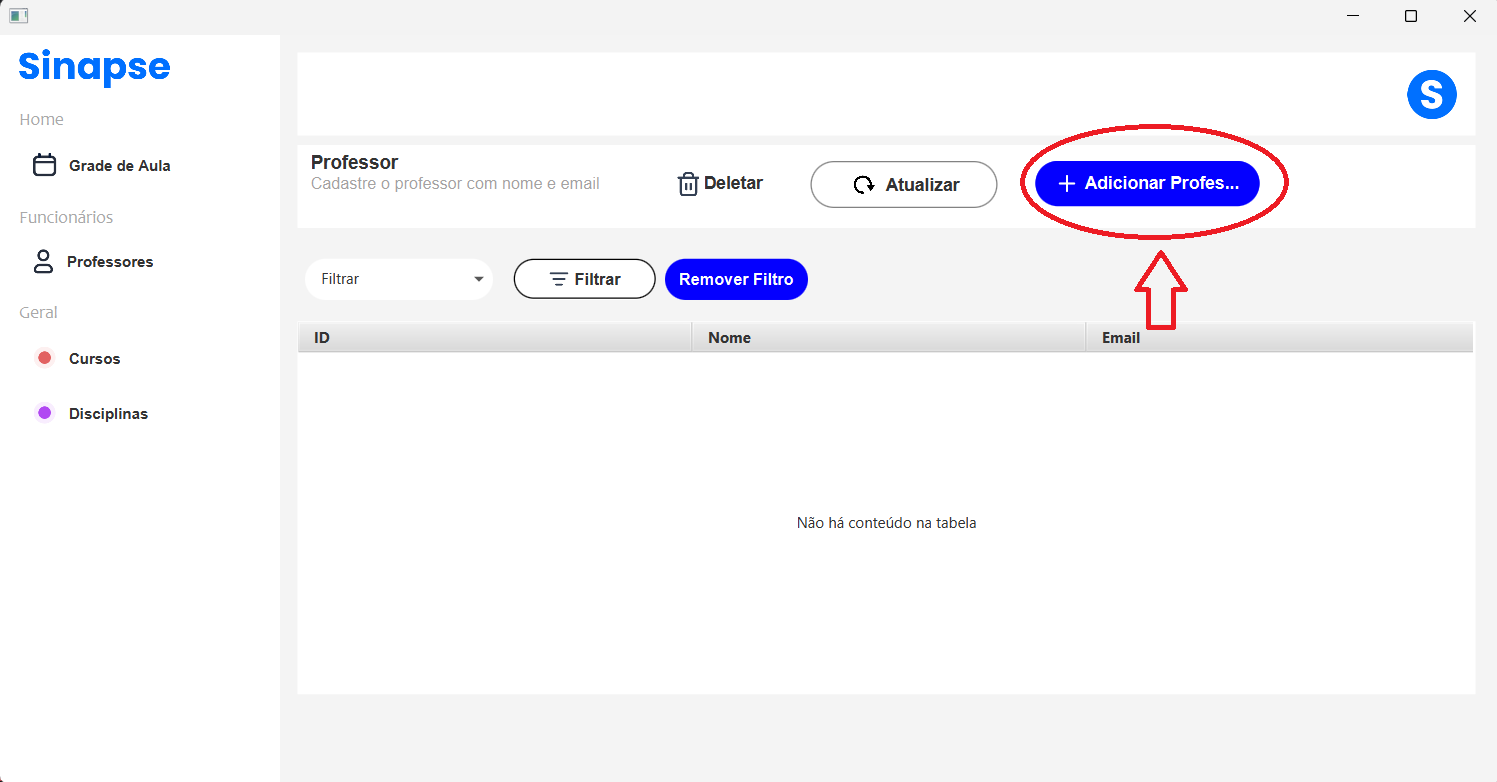 Sinapse
Home
Grade de Aula
Funcionários
Professores
Geral
Cursos
Disciplinas
S
Professor
Cadastre o professor com nome e email
Deletar
Atualizar
+ Adicionar Profes...
Filtrar
Filtrar
Remover Filtro
ID Nome Email
Não há conteúdo na tabela